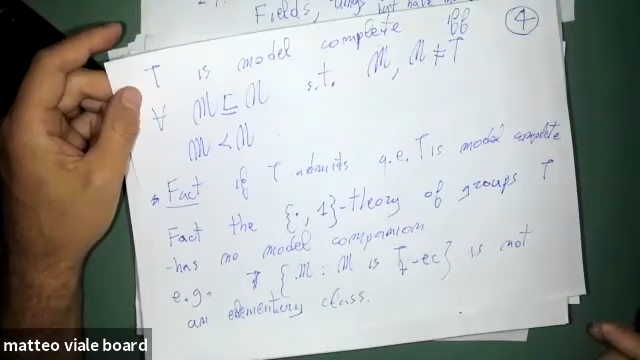 Fields,
4
T is model complete iff
∀ M ⊑ N s.t. M, N ⊨ T
M ≺ N
Fact if T admits q.e. T is model complete
Fact the {·, 1}-theory of groups T
-has no model companion
e.g. {M : M is T-ec} is not
an elementary class.
matteo viale board